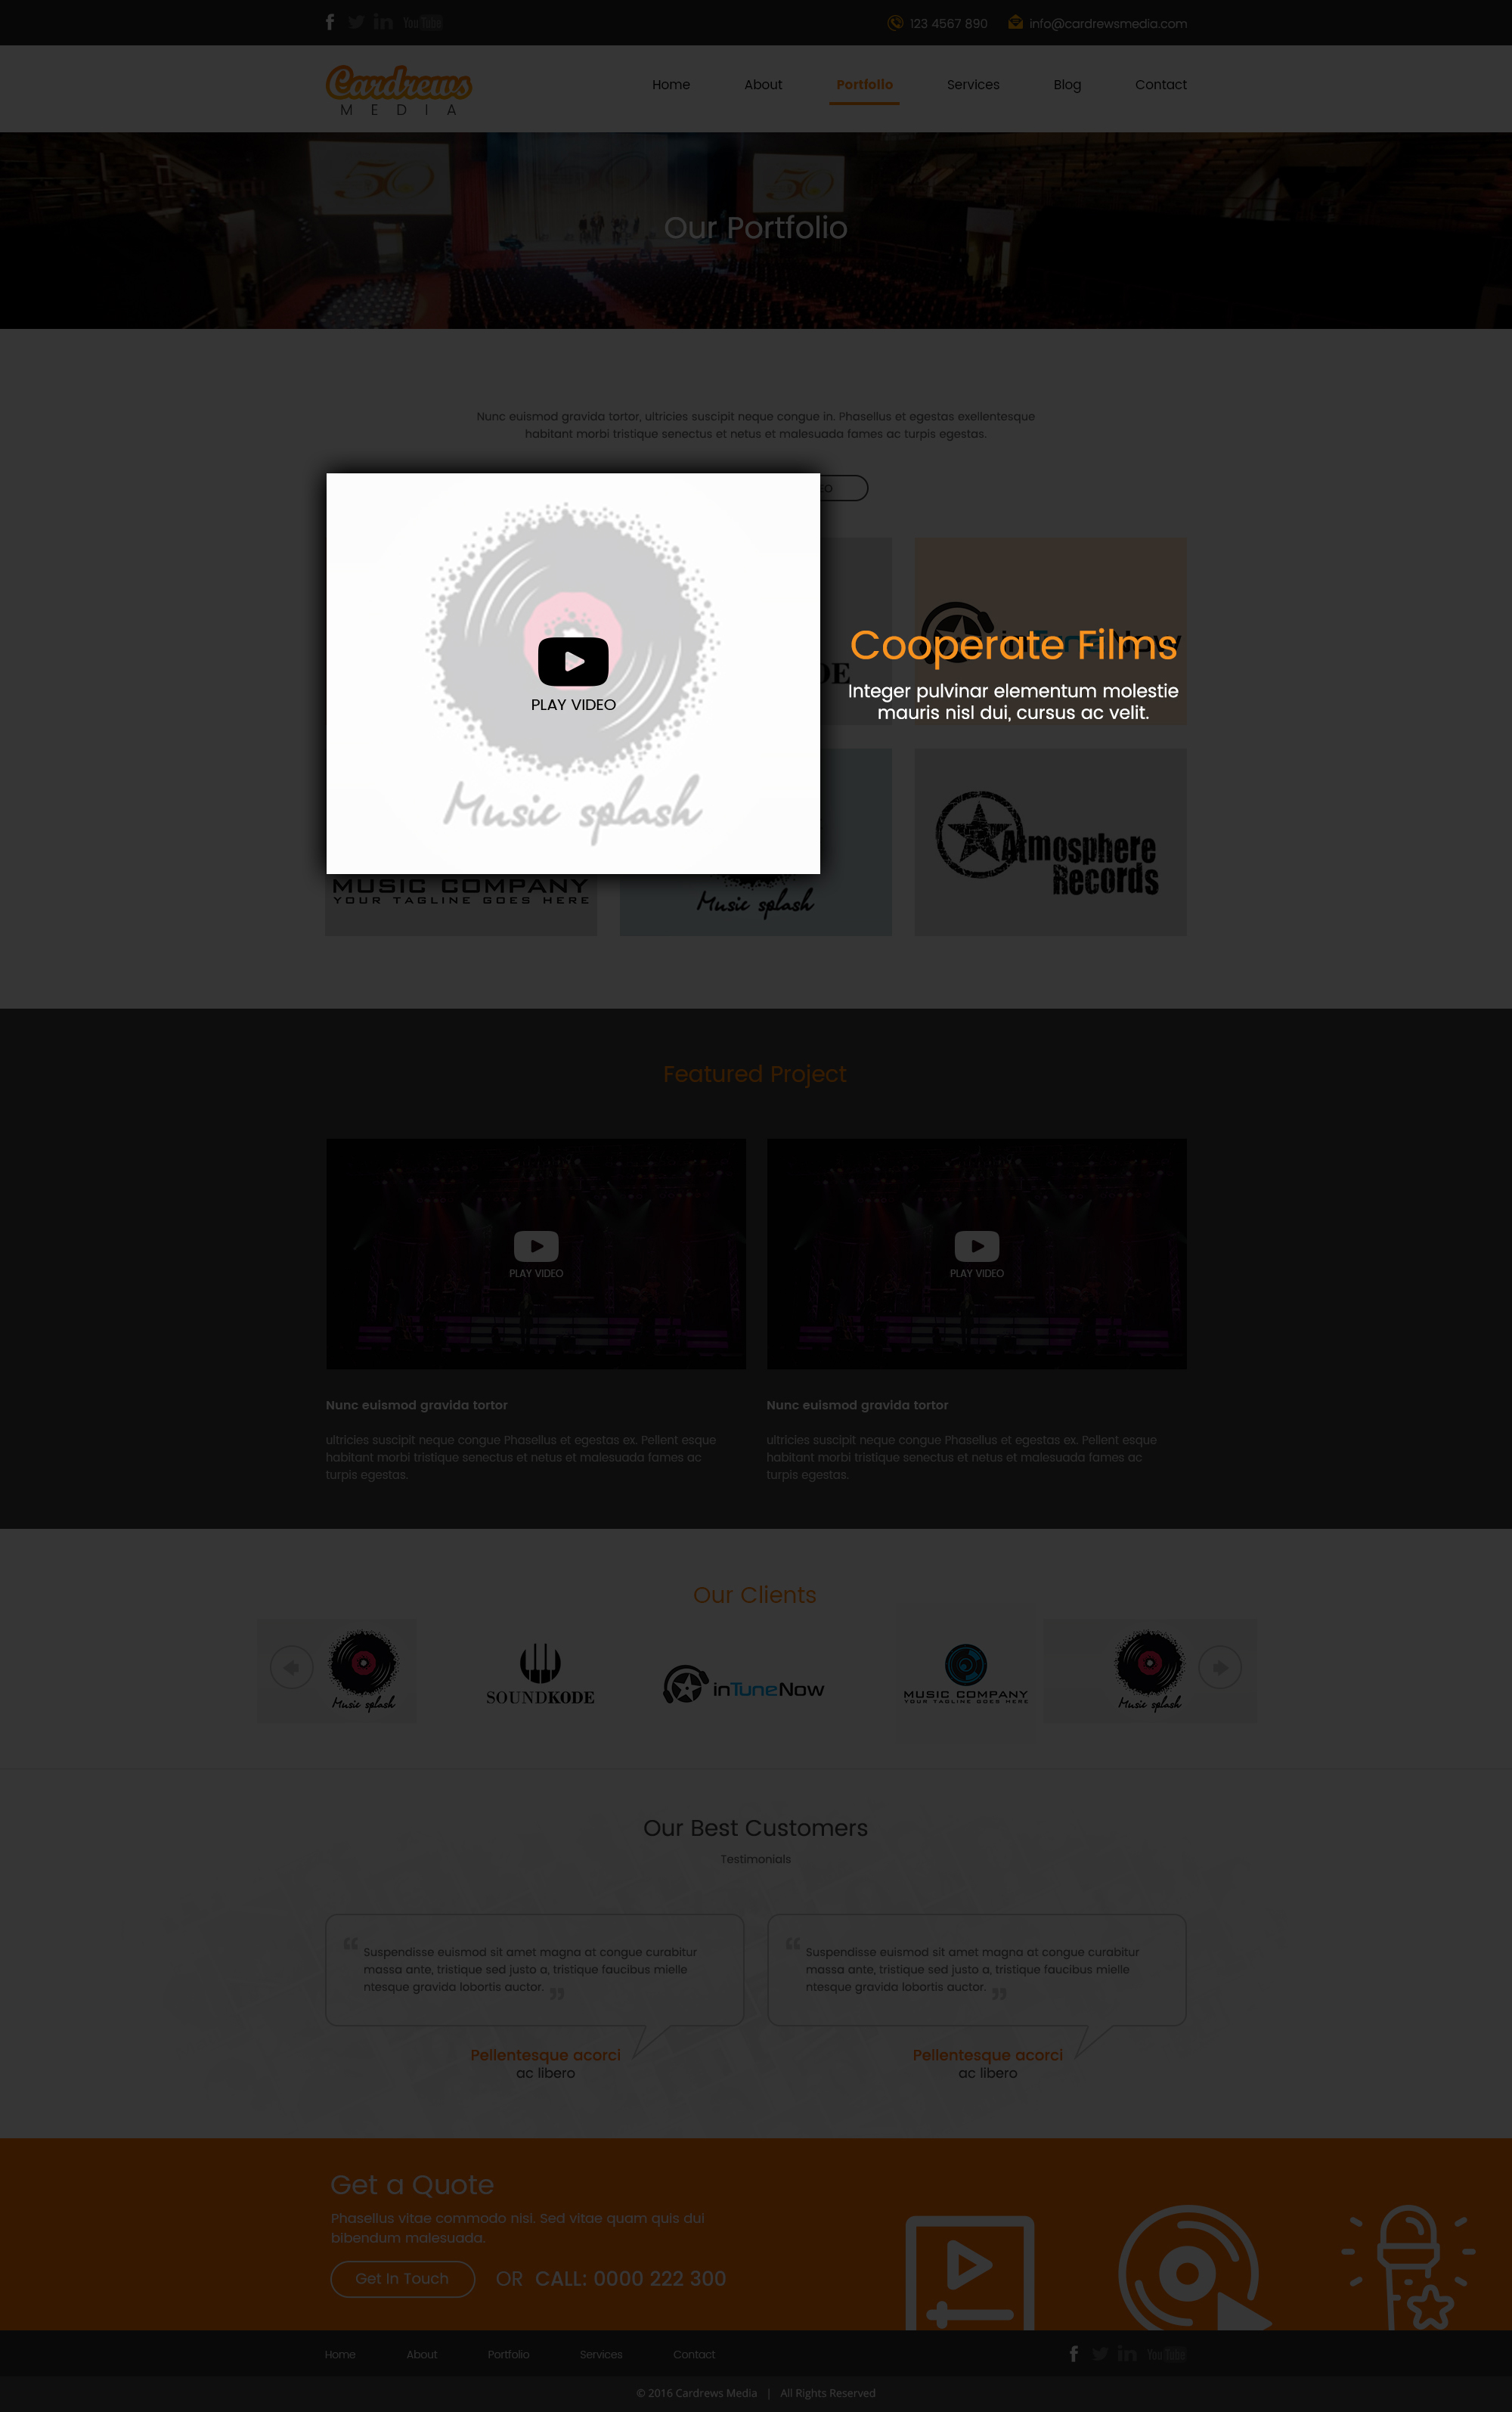 You Tube
123 4567 890
info@cardrewsmedia.com
Cardrews
MEDIA
Home
About
Portfolio
Services
Blog
Contact
50
50
Our Portfolio
Nunc euismod gravida tortor, ultricies suscipit neque congue in. Phasellus et egestas exellentesque
habitant morbi tristique senectus et netus et malesuada fames ac turpis egestas.
Music splash
PLAY VIDEO
inTuneNow
Cooperate Films
Integer pulvinar elementum molestie
mauris nisl dui, cursus ac velit.
MUSIC COMPANY
YOUR TAGLINE GOES HERE
Music splash
Atmosphere
Records
Featured Project
PLAY VIDEO
PLAY VIDEO
Nunc euismod gravida tortor
ultricies suscipit neque congue Phasellus et egestas ex. Pellent esque
habitant morbi tristique senectus et netus et malesuada fames ac
turpis egestas.
Nunc euismod gravida tortor
ultricies suscipit neque congue Phasellus et egestas ex. Pellent esque
habitant morbi tristique senectus et netus et malesuada fames ac
turpis egestas.
Our Clients
Music splash
SOUNDKODE
inTuneNow
MUSIC COMPANY
YOUR TAGLINE GOES HERE
Music splash
Our Best Customers
Testimonials
“ Suspendisse euismod sit amet magna at congue curabitur
massa ante, tristique sed justo a, tristique faucibus mielle
ntesque gravida lobortis auctor. ”
Pellentesque acorci
ac libero
“ Suspendisse euismod sit amet magna at congue curabitur
massa ante, tristique sed justo a, tristique faucibus mielle
ntesque gravida lobortis auctor. ”
Pellentesque acorci
ac libero
Get a Quote
Phasellus vitae commodo nisi. Sed vitae quam quis dui
bibendum malesuada.
Get In Touch
OR CALL: 0000 222 300
Home
About
Portfolio
Services
Contact
You Tube
© 2016 Cardrews Media | All Rights Reserved